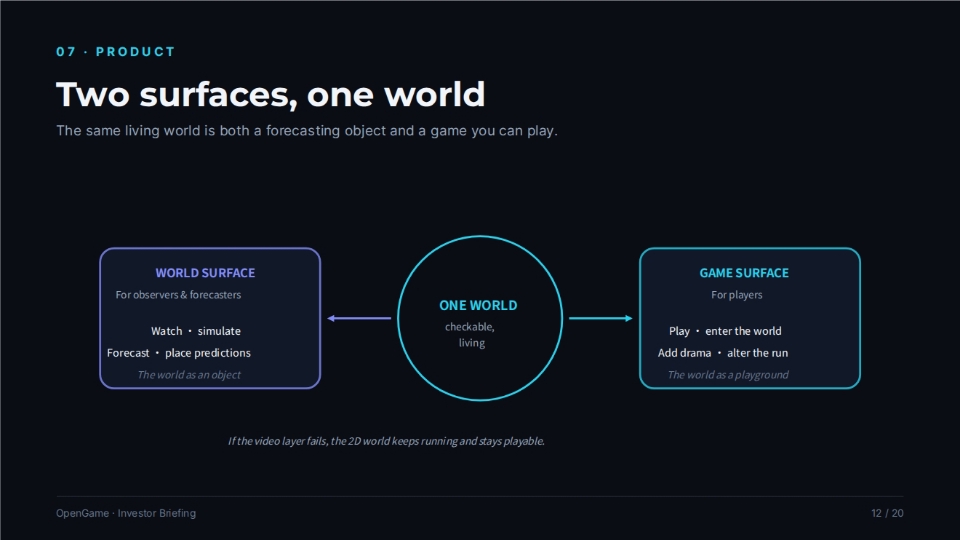 07 · PRODUCT
Two surfaces, one world
The same living world is both a forecasting object and a game you can play.
WORLD SURFACE
For observers & forecasters
Watch • simulate
Forecast • place predictions
The world as an object
ONE WORLD
checkable,
living
GAME SURFACE
For players
Play • enter the world
Add drama • alter the run
The world as a playground
If the video layer fails, the 2D world keeps running and stays playable.
OpenGame · Investor Briefing
12 / 20